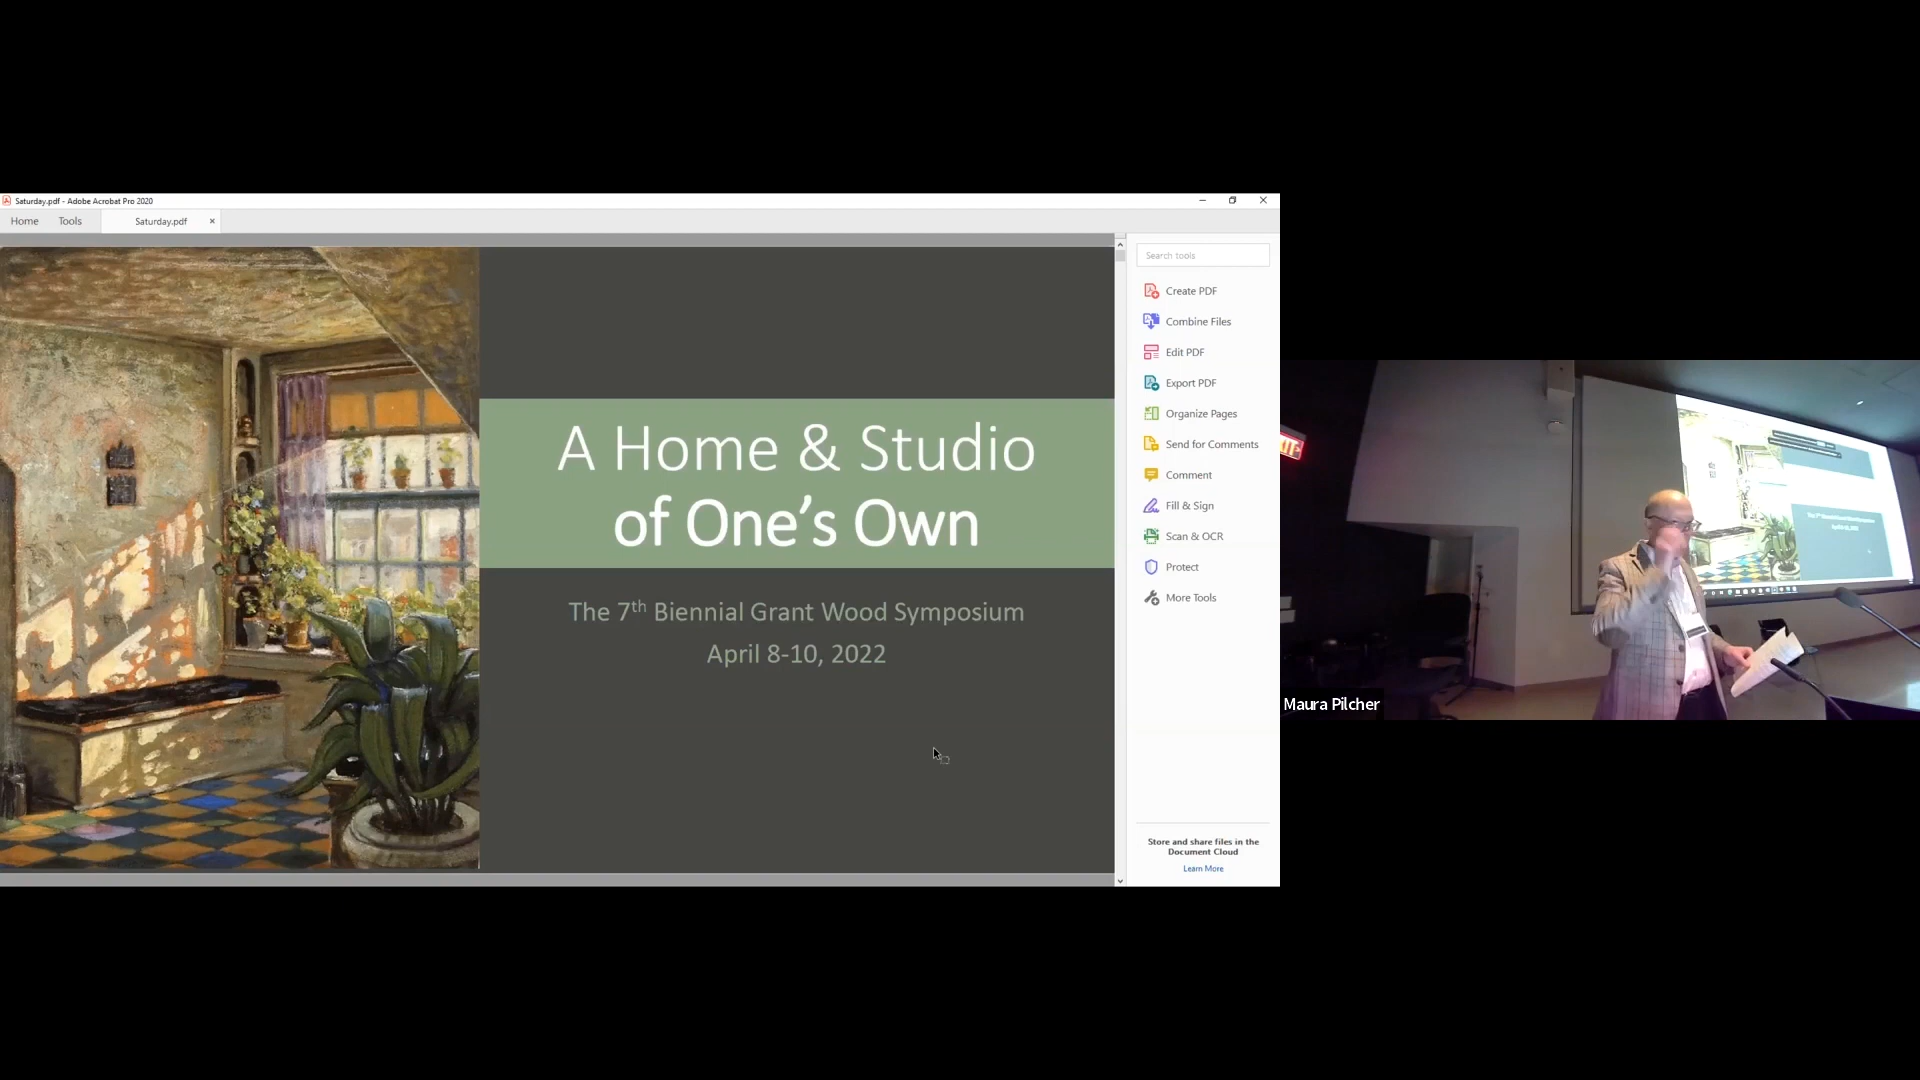 Saturday.pdf - Adobe Acrobat Pro 2020
Home
Tools
Saturday.pdf
A Home & Studio
of One's Own
The 7th Biennial Grant Wood Symposium
April 8-10, 2022
Search tools
Create PDF
Combine Files
Edit PDF
Export PDF
Organize Pages
Send for Comments
Comment
Fill & Sign
Scan & OCR
Protect
More Tools
Store and share files in the
Document Cloud
Learn More
Maura Pilcher